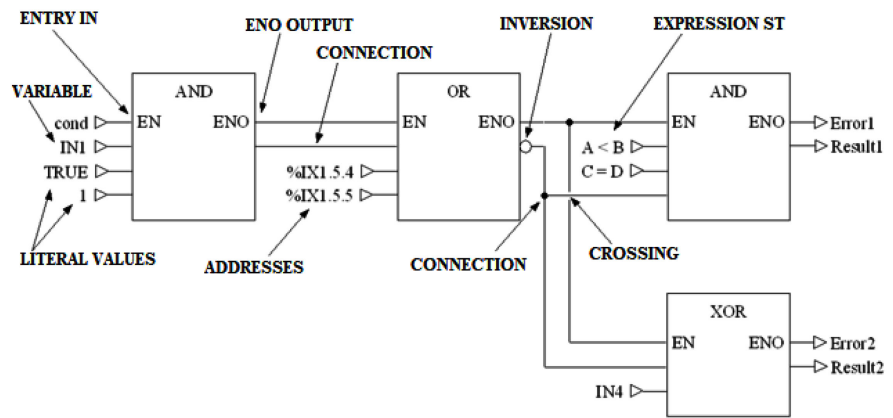 ENTRY IN
ENO OUTPUT
INVERSION
EXPRESSION ST
CONNECTION
VARIABLE
AND
OR
AND
cond
EN
ENO
EN
ENO
EN
ENO
Error1
IN1
A < B
Result1
TRUE
%IX1.5.4
C = D
1
%IX1.5.5
LITERAL VALUES
ADDRESSES
CONNECTION
CROSSING
XOR
EN
ENO
Error2
Result2
IN4